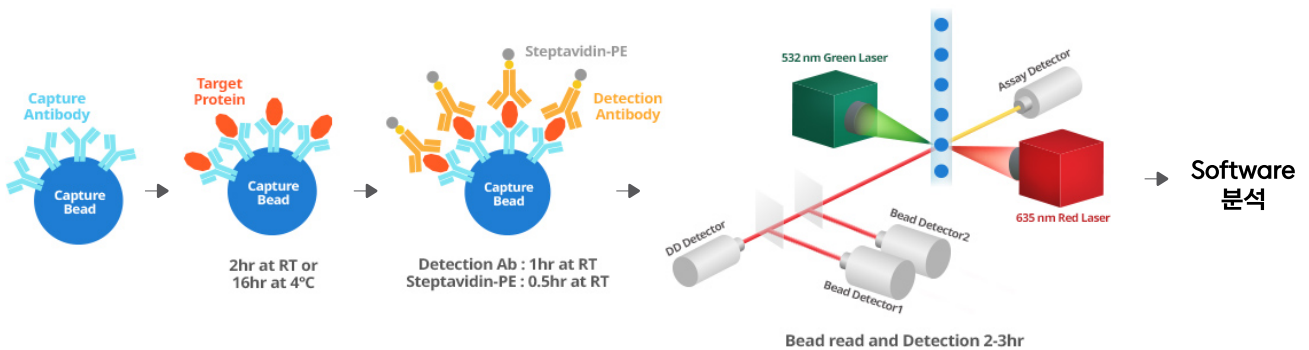 Capture
Antibody
Capture
Bead
Target
Protein
Capture
Bead
2hr at RT or
16hr at 4°C
Steptavidin-PE
Detection
Antibody
Capture
Bead
Detection Ab : 1hr at RT
Steptavidin-PE : 0.5hr at RT
532 nm Green Laser
Assay Detector
635 nm Red Laser
DD Detector
Bead Detector2
Bead Detector1
Bead read and Detection 2-3hr
Software
분석